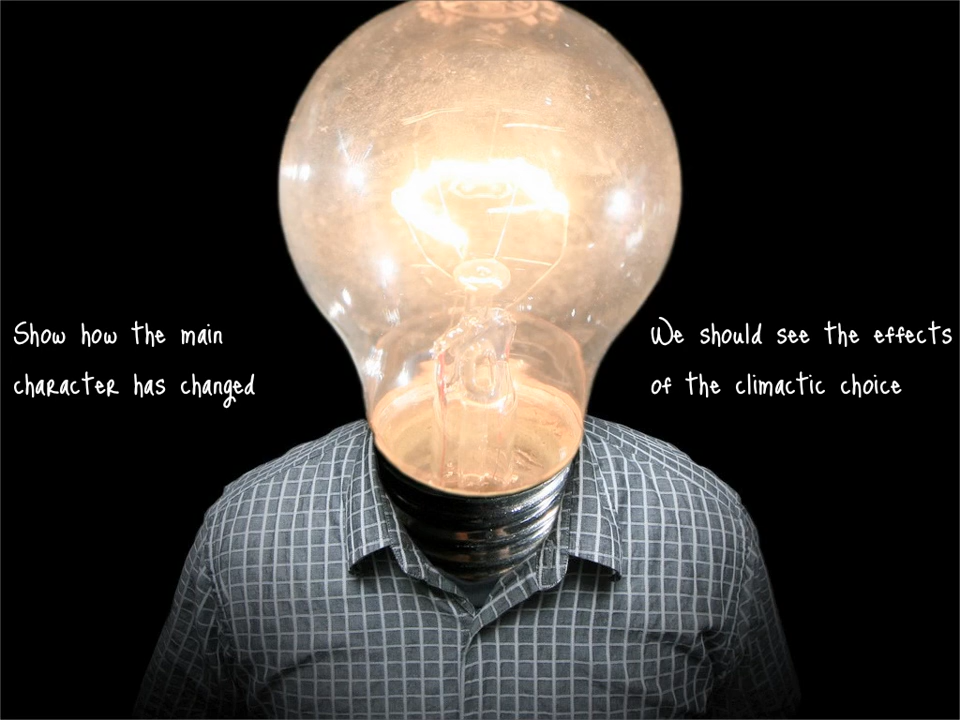 Show how the main
character has changed
We should see the effects
of the climactic choice